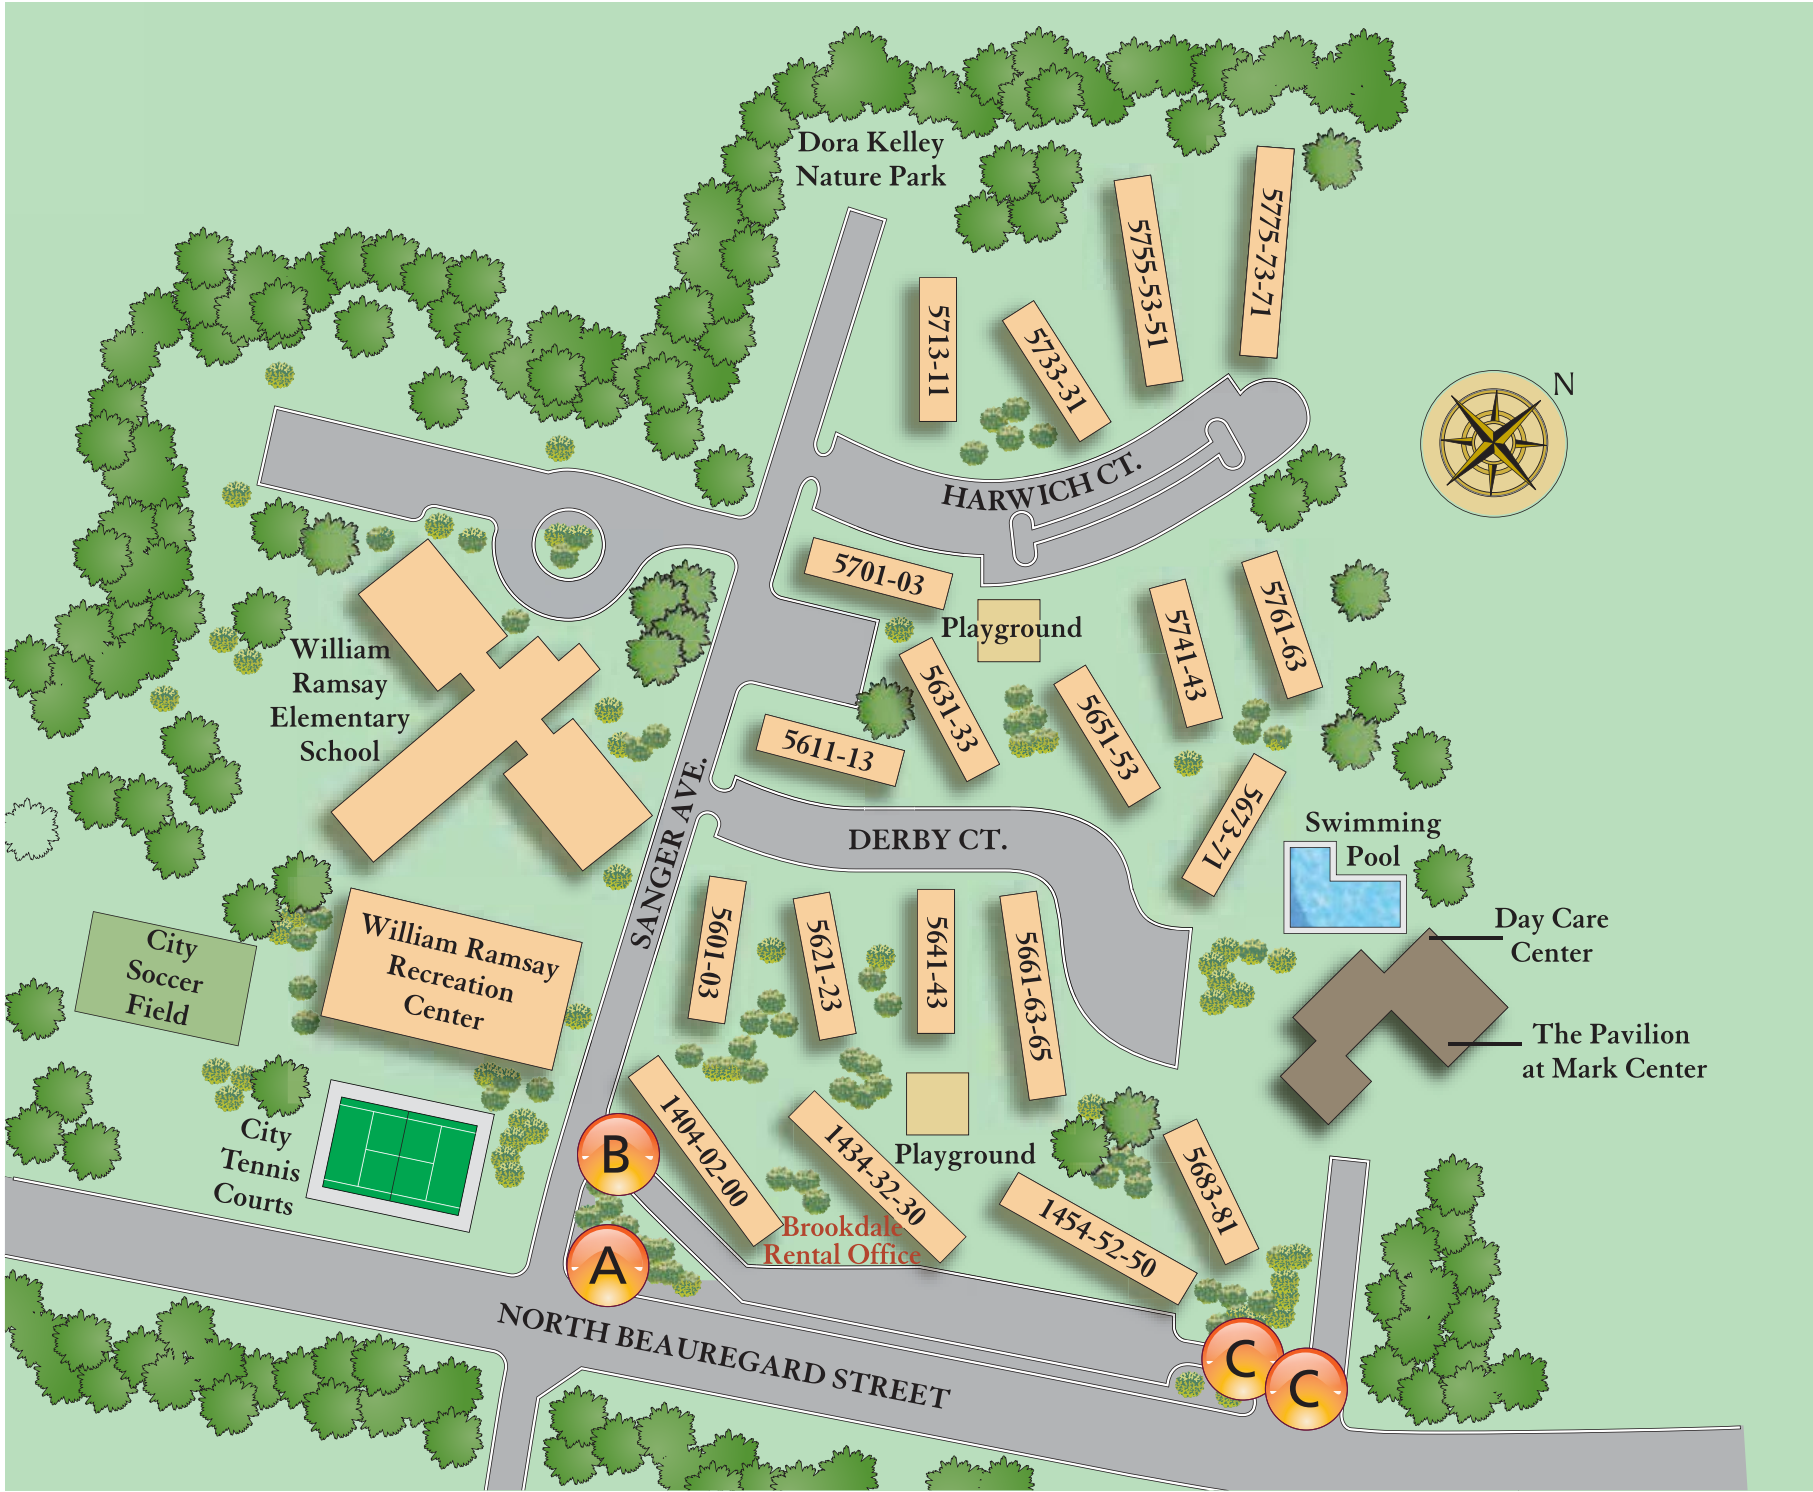 Dora Kelley
Nature Park
5775-73-71
5755-53-51
5713-11
5733-31
N
HARWICH CT.
5701-03
Playground
5761-63
5741-43
William
Ramsay
Elementary
School
5631-33
5651-53
5611-13
5673-71
SANGER AVE.
DERBY CT.
Swimming
Pool
Day Care
Center
City
Soccer
Field
William Ramsay
Recreation
Center
5601-03
5621-23
5641-43
5661-63-65
The Pavilion
at Mark Center
City
Tennis
Courts
B
1404-02-00
1434-32-30
Playground
5683-81
1454-52-50
Brookdale
Rental Office
A
NORTH BEAUREGARD STREET
C
C